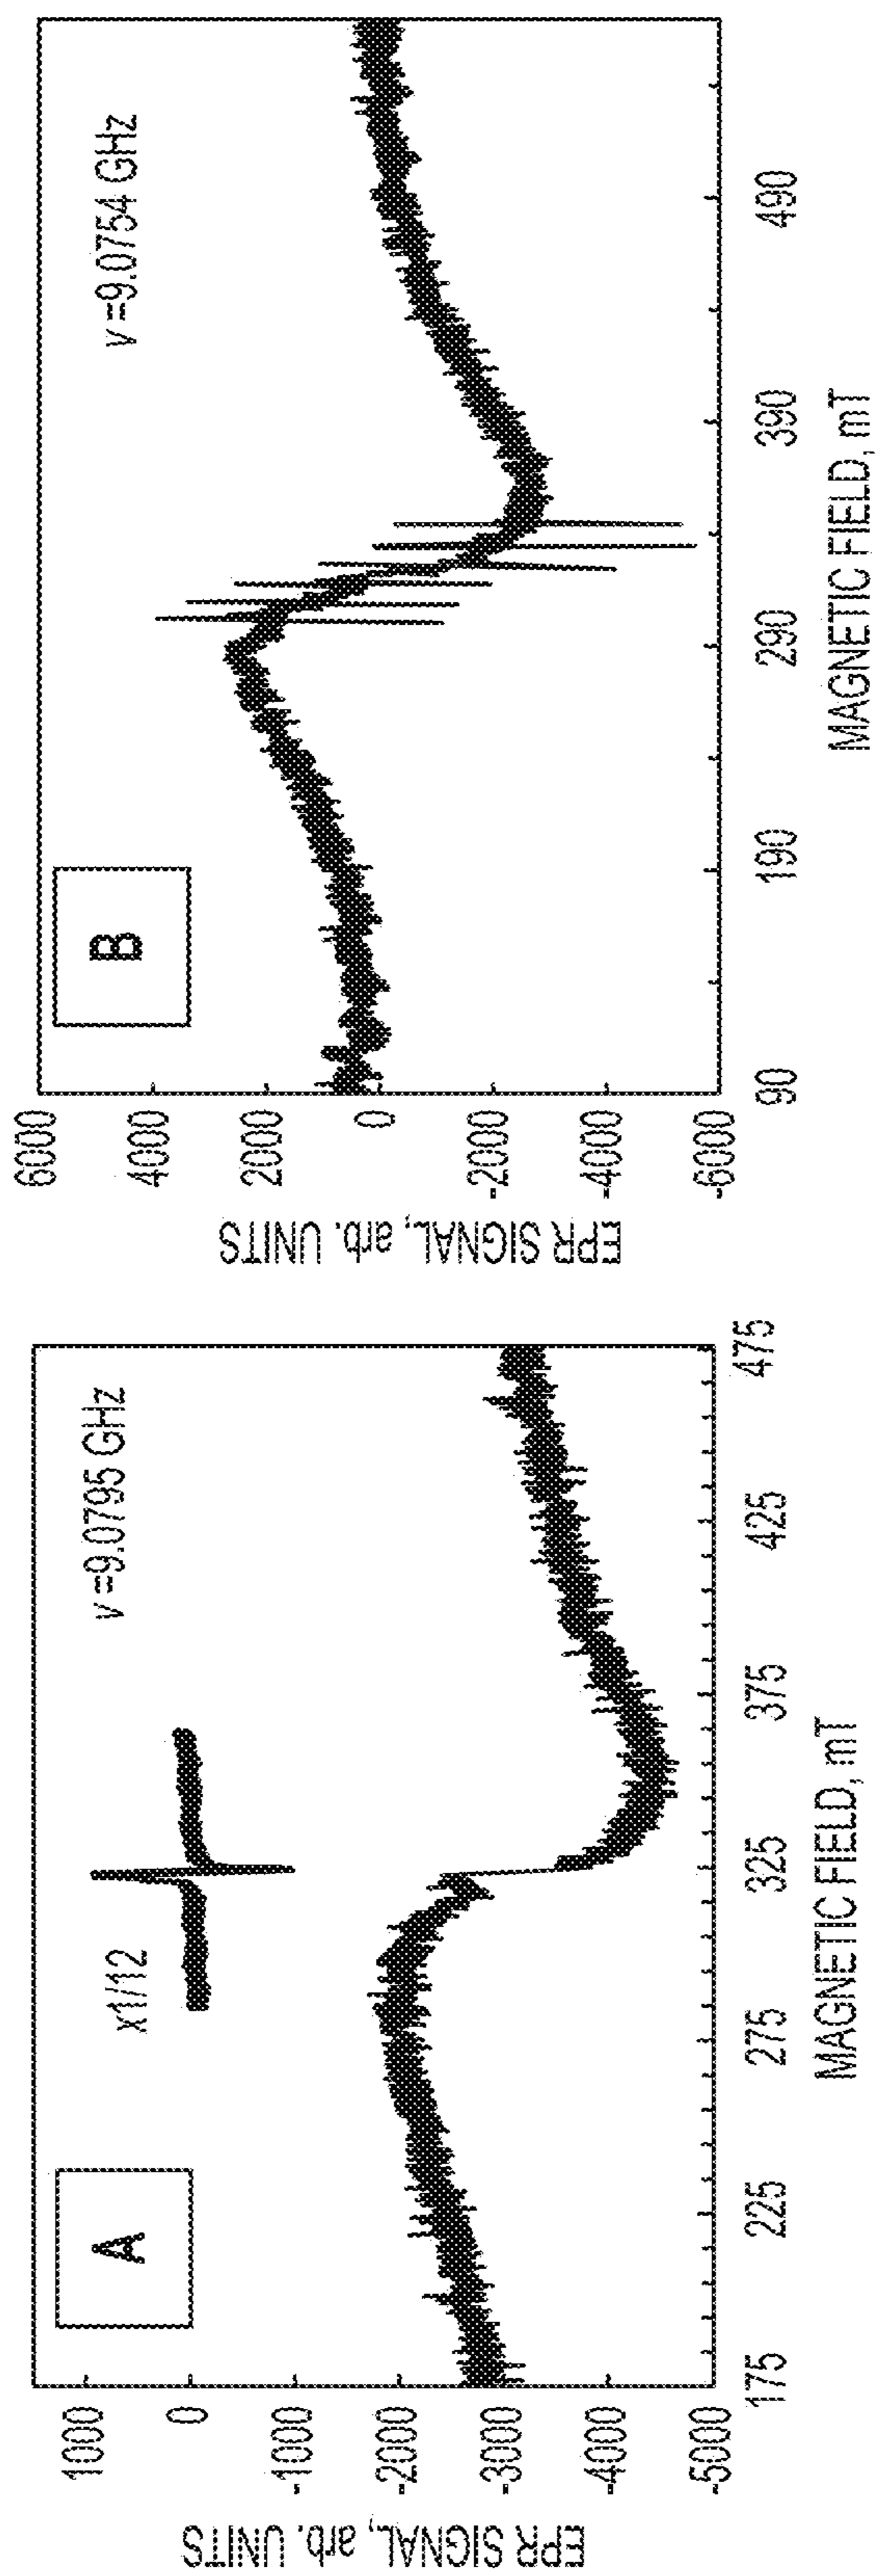 A
ν =9.0795 GHz
x1/12
1000
0
-1000
-2000
-3000
-4000
-5000
EPR SIGNAL, arb. UNITS
175
225
275
325
375
425
475
MAGNETIC FIELD, mT
B
ν =9.0754 GHz
6000
4000
2000
0
-2000
-4000
-6000
EPR SIGNAL, arb. UNITS
90
190
290
390
490
MAGNETIC FIELD, mT